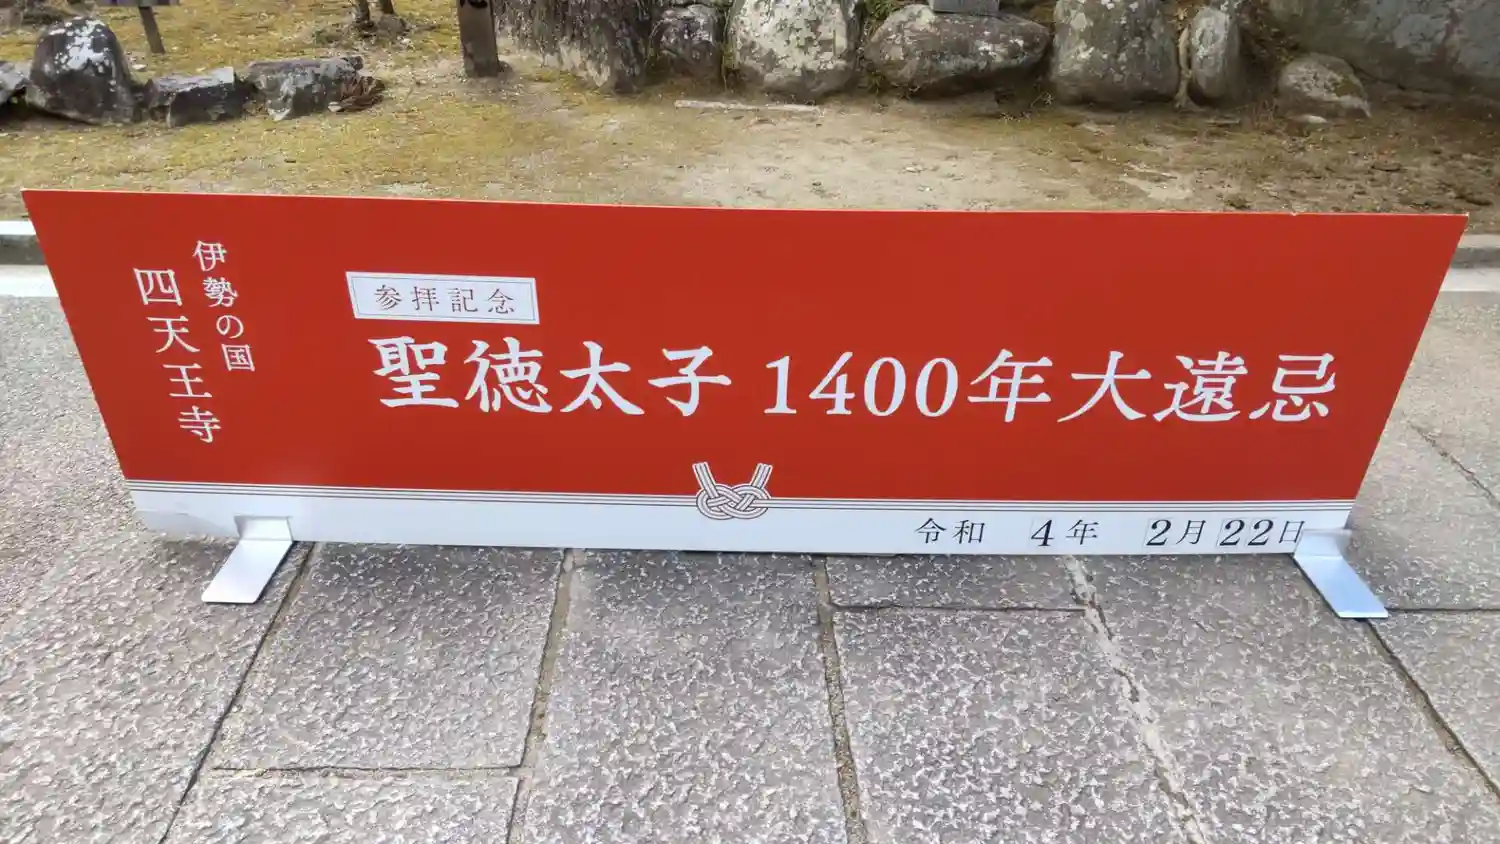 伊勢の国
四天王寺
参拝記念
聖徳太子 1400年大遠忌
令和 4年 2月22日